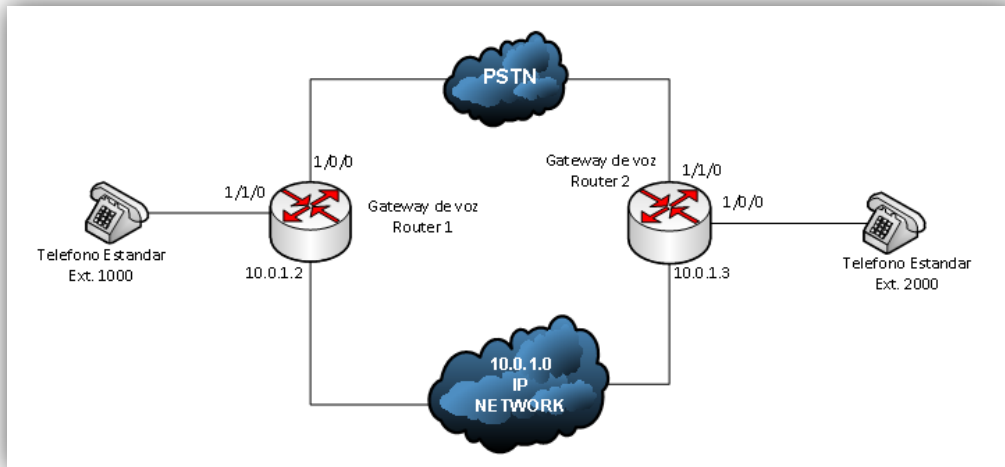 PSTN
1/0/0
1/1/0
Gateway de voz
Router 1
Telefono Estandar
Ext. 1000
10.0.1.2
Gateway de voz
Router 2
1/1/0
1/0/0
10.0.1.3
Telefono Estandar
Ext. 2000
10.0.1.0
IP
NETWORK